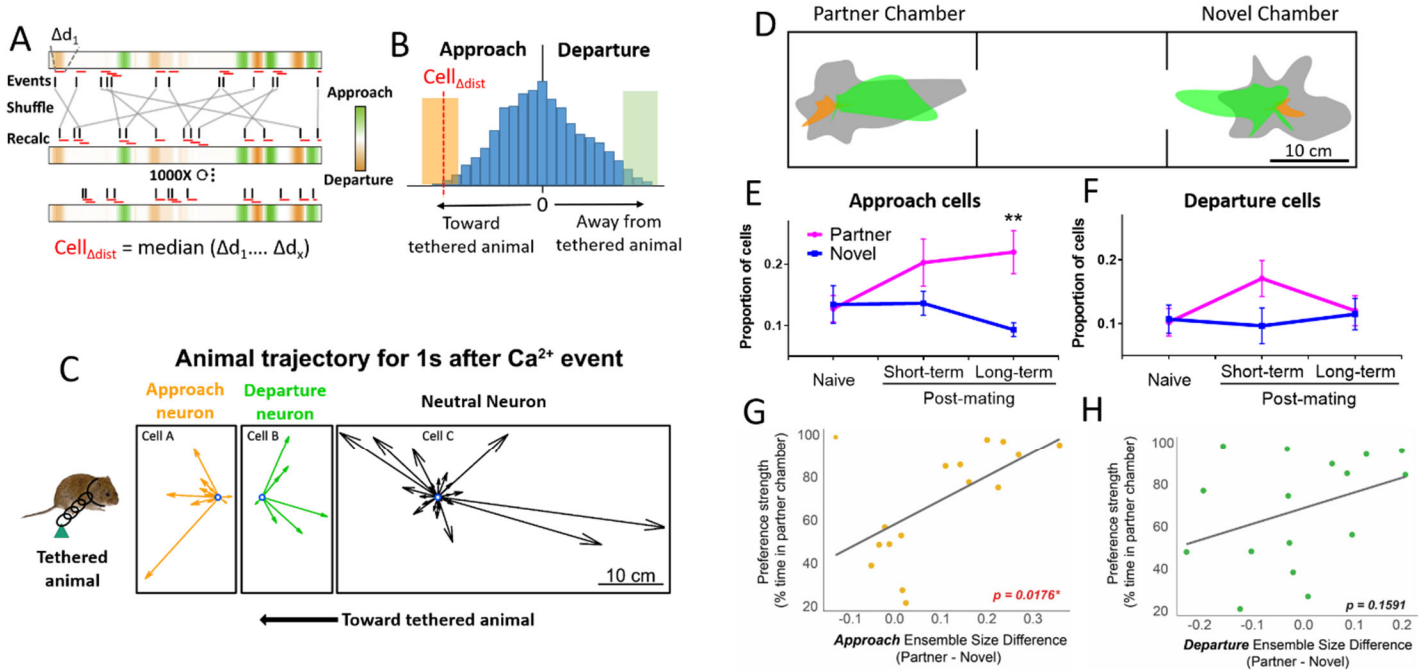 A
Δd1
Events
Shuffle
Recalc
1000X
Approach
Departure
CellΔdist = median (Δd1.... Δdx)
B
Approach
Departure
CellΔdist
0
Toward
tethered animal
Away from
tethered animal
C
Animal trajectory for 1s after Ca2+ event
Approach
neuron
Departure
neuron
Neutral Neuron
Cell A
Cell B
Cell C
Tethered
animal
10 cm
Toward tethered animal
D
Partner Chamber
Novel Chamber
10 cm
E
Approach cells
Proportion of cells
Partner
Novel
**
0.2
0.1
Naive
Short-term
Long-term
Post-mating
F
Departure cells
Proportion of cells
0.2
0.1
Naive
Short-term
Long-term
Post-mating
G
Preference strength
(% time in partner chamber)
100
80
60
40
20
p = 0.0176*
-0.1
0.0
0.1
0.2
0.3
Approach Ensemble Size Difference
(Partner - Novel)
H
Preference strength
(% time in partner chamber)
100
80
60
40
20
p = 0.1591
-0.2
-0.1
0.0
0.1
0.2
Departure Ensemble Size Difference
(Partner - Novel)